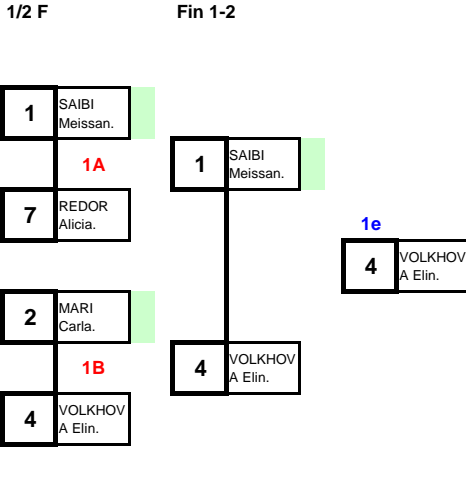 1/2 F
Fin 1-2
1
SAIBI
Meissan.
1A
7
REDOR
Alicia.
2
MARI
Carla.
1B
4
VOLKHOV
A Elin.
1
SAIBI
Meissan.
4
VOLKHOV
A Elin.
1e
4
VOLKHOV
A Elin.